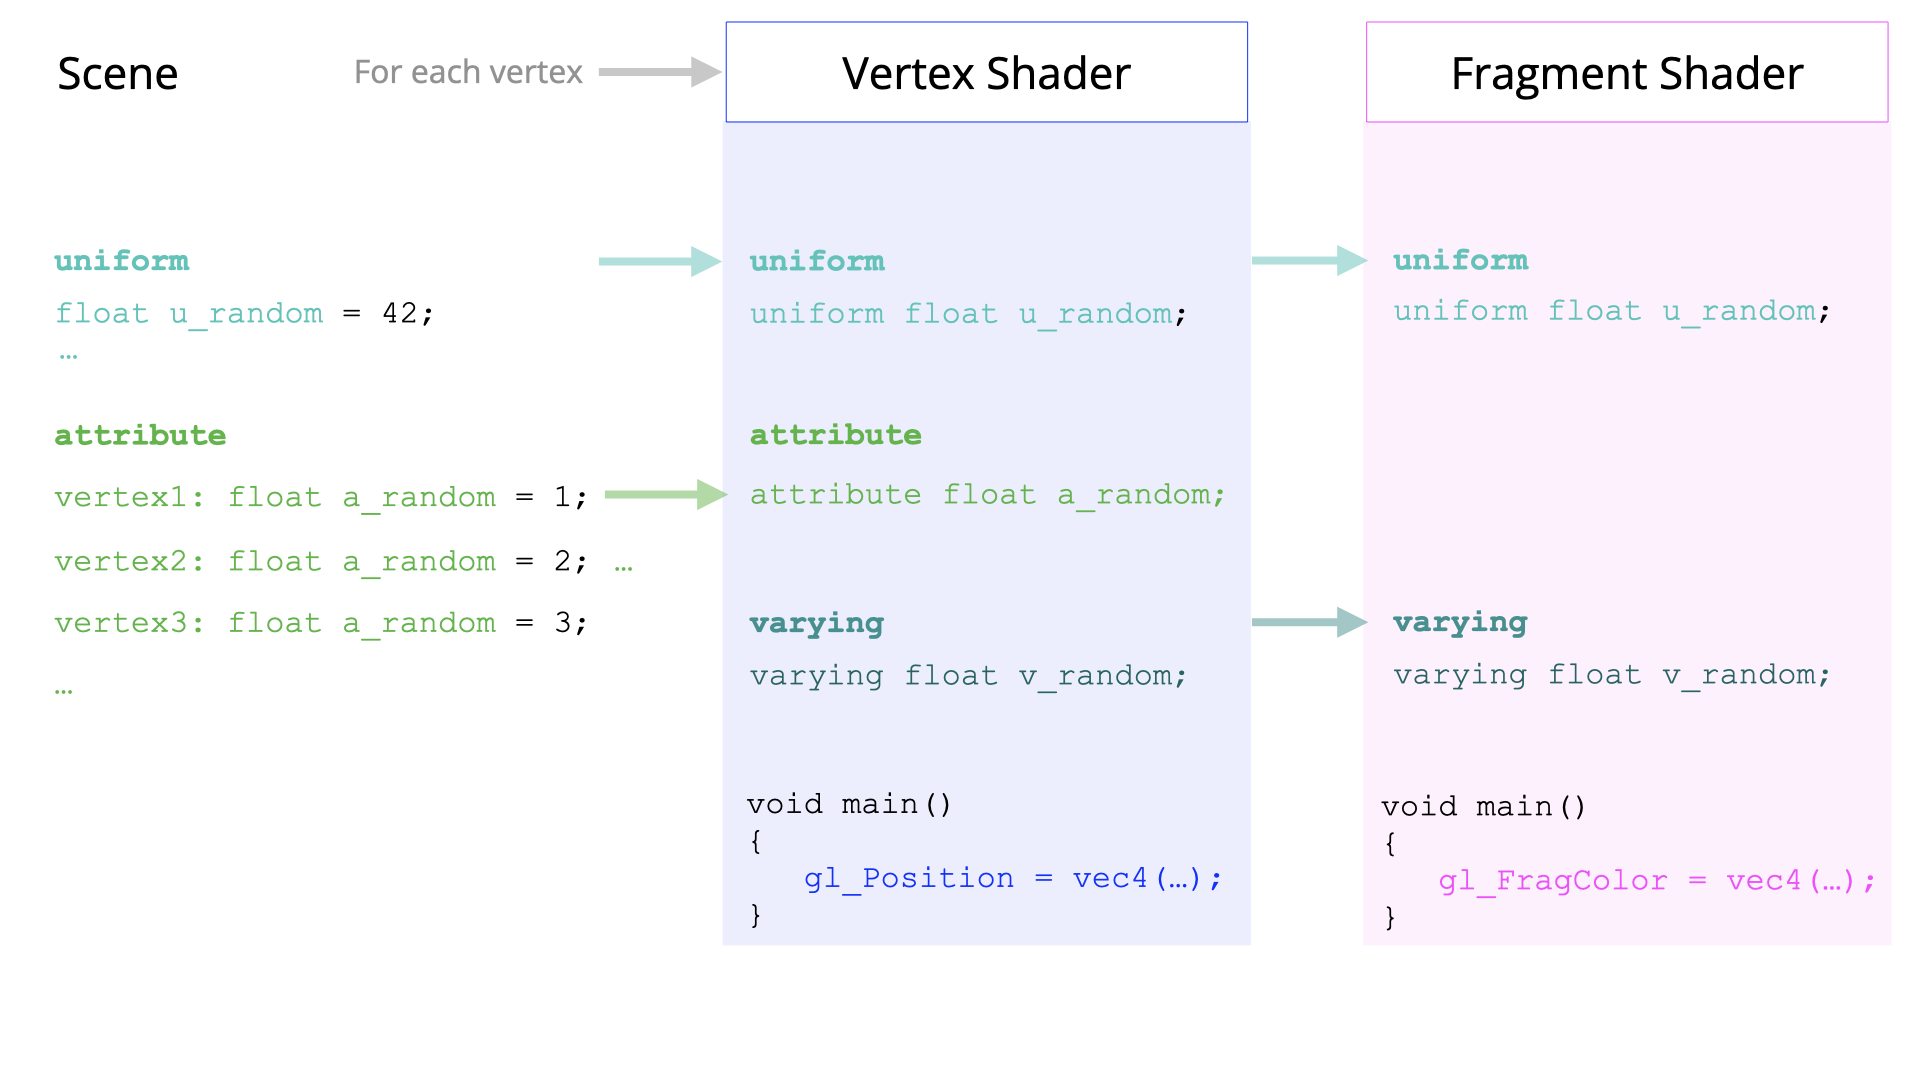 Scene
For each vertex
Vertex Shader
Fragment Shader
uniform
float u_random = 42;
…
attribute
vertex1: float a_random = 1;
vertex2: float a_random = 2; …
vertex3: float a_random = 3;
…
uniform
uniform float u_random;
attribute
attribute float a_random;
varying
varying float v_random;
void main()
{
gl_Position = vec4(…);
}
uniform
uniform float u_random;
varying
varying float v_random;
void main()
{
gl_FragColor = vec4(…);
}